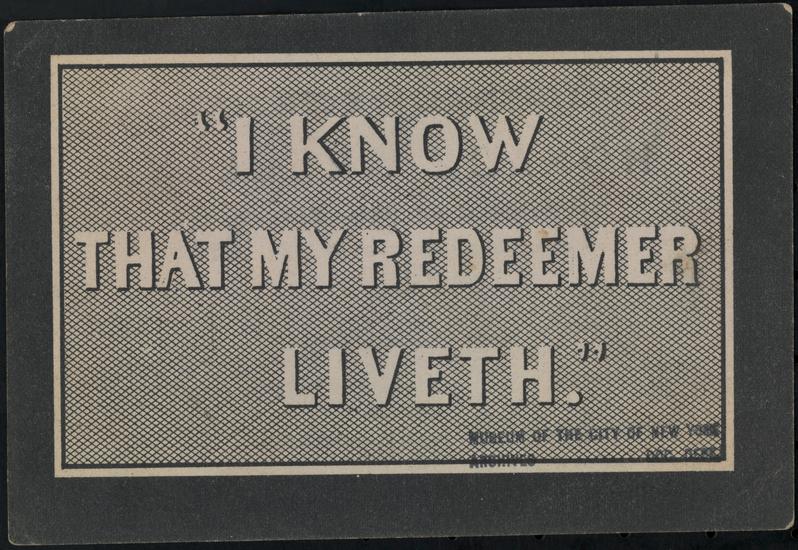 “I KNOW
THAT MY REDEEMER
LIVETH.”
MUSEUM OF THE CITY OF NEW YORK
ARCHIVES